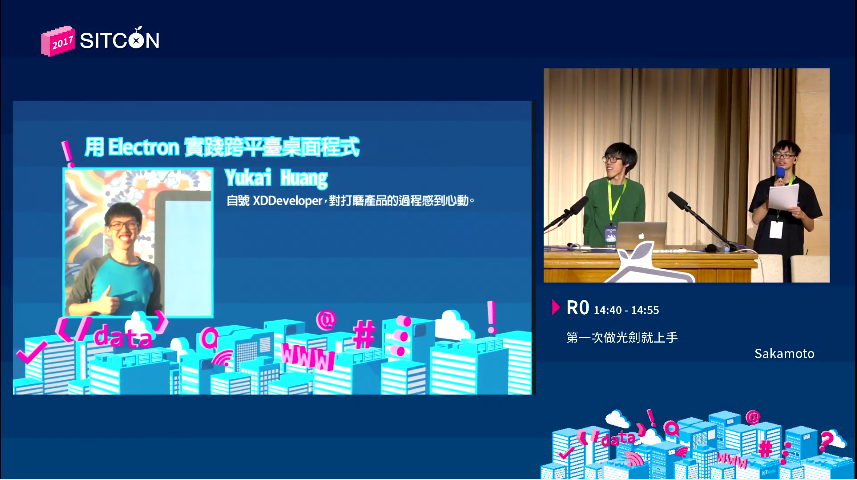 2017 SITCON
用 Electron 實踐跨平臺桌面程式
Yukai Huang
自號 XDDeveloper，對打磨產品的過程感到心動。
</data>
@
#
WWW
!
R0 14:40 - 14:55
第一次做光劍就上手
Sakamoto
</data>
!
@
#
WWW
?